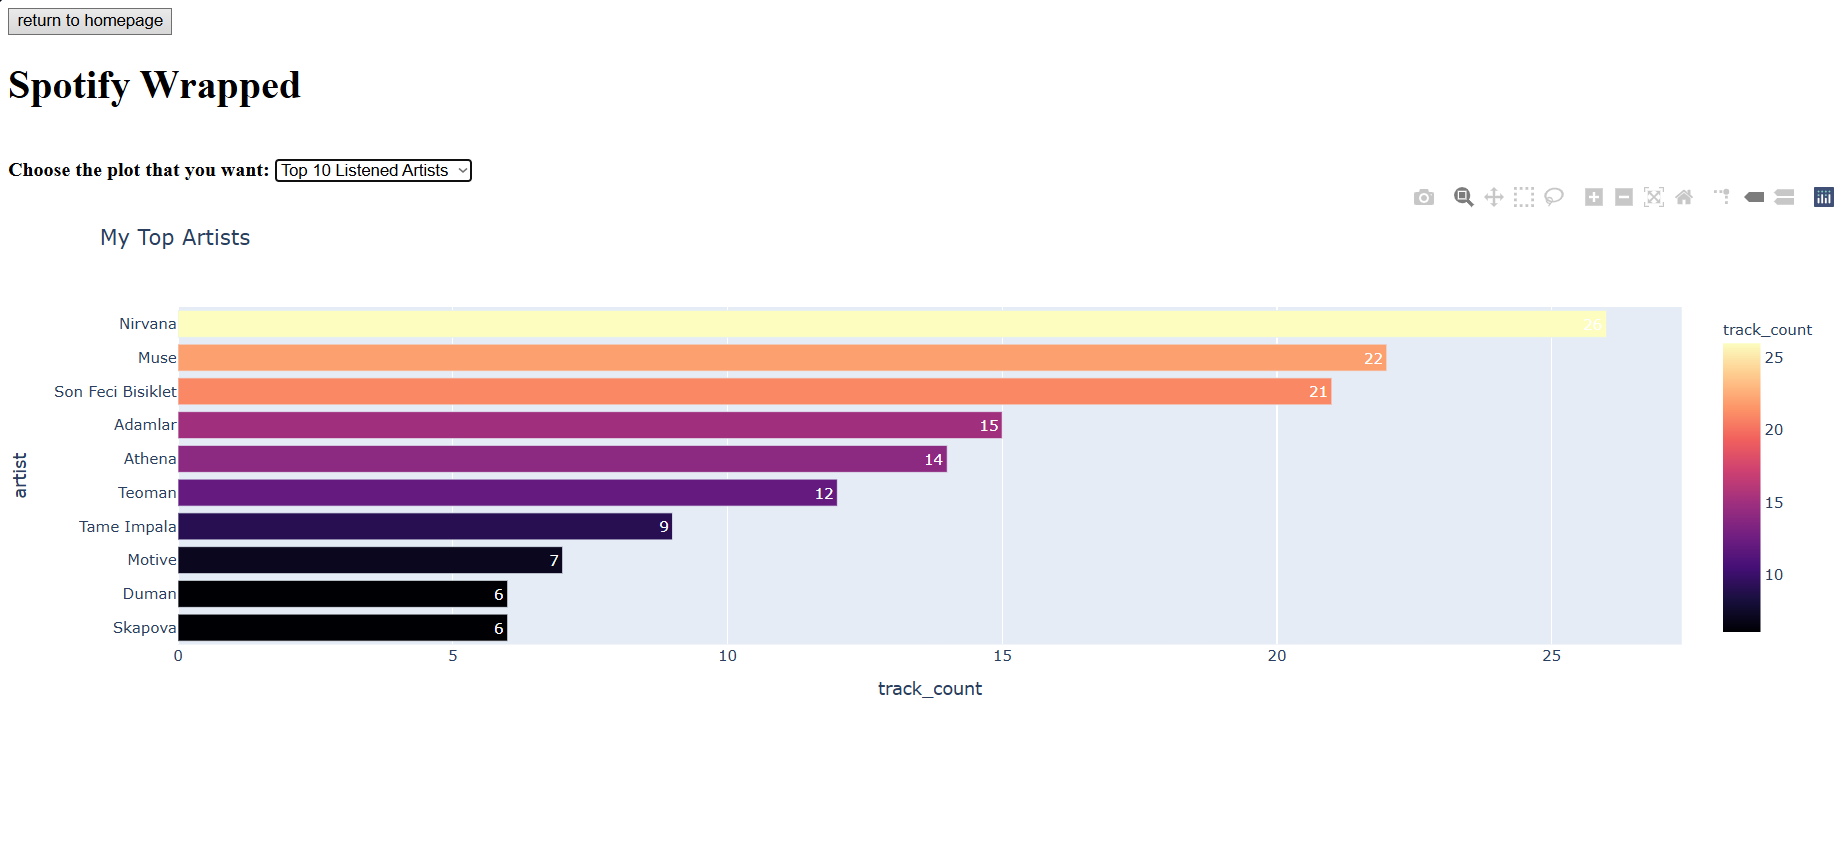 return to homepage
Spotify Wrapped
Choose the plot that you want: Top 10 Listened Artists
My Top Artists
artist
Nirvana 26
Muse 22
Son Feci Bisiklet 21
Adamlar 15
Athena 14
Teoman 12
Tame Impala 9
Motive 7
Duman 6
Skapova 6
0 5 10 15 20 25
track_count
track_count
25
20
15
10